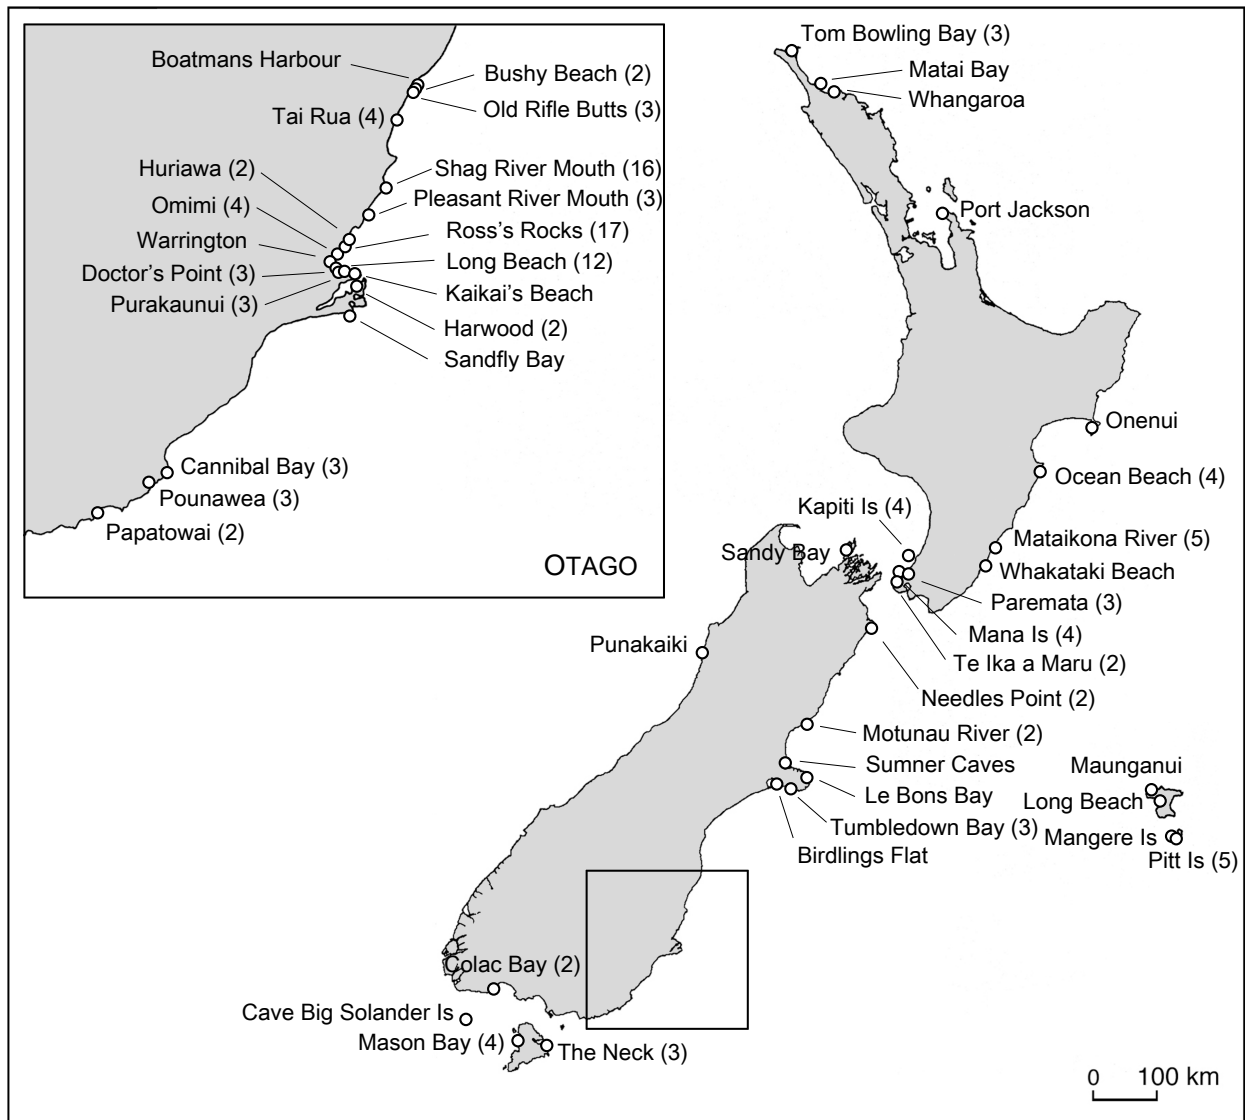 Boatmans Harbour
Bushy Beach (2)
Old Rifle Butts (3)
Tai Rua (4)
Huriawa (2)
Shag River Mouth (16)
Omimi (4)
Pleasant River Mouth (3)
Warrington
Ross's Rocks (17)
Doctor's Point (3)
Long Beach (12)
Purakaunui (3)
Kaikai's Beach
Harwood (2)
Sandfly Bay
Cannibal Bay (3)
Pounawea (3)
Papatowai (2)
OTAGO
Tom Bowling Bay (3)
Matai Bay
Whangaroa
Port Jackson
Onenui
Ocean Beach (4)
Kapiti Is (4)
Sandy Bay
Mataikona River (5)
Whakataki Beach
Paremata (3)
Mana Is (4)
Te Ika a Maru (2)
Punakaiki
Needles Point (2)
Motunau River (2)
Sumner Caves
Le Bons Bay
Tumbledown Bay (3)
Birdlings Flat
Maunganui
Long Beach
Mangere Is
Pitt Is (5)
Colac Bay (2)
Cave Big Solander Is
Mason Bay (4)
The Neck (3)
0 100 km